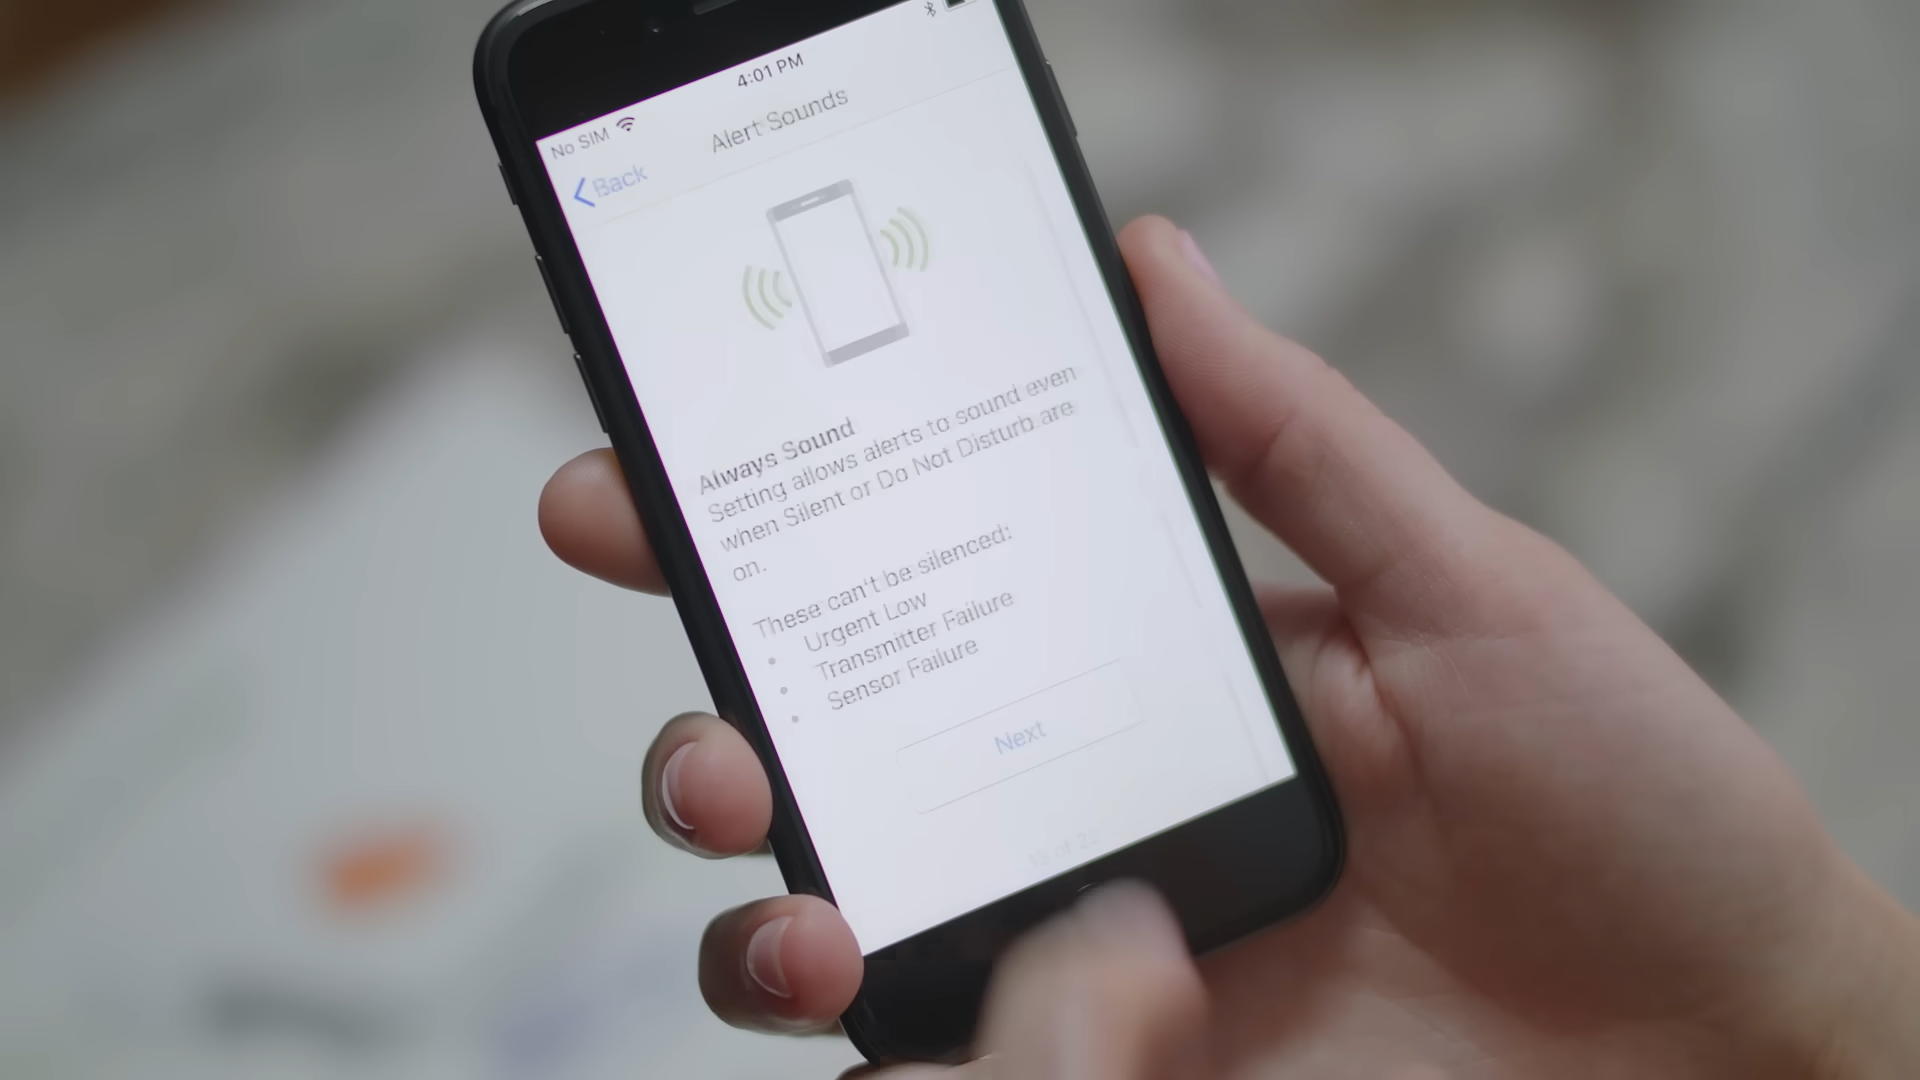 4:01 PM
No SIM
Alert Sounds
Back
Always Sound
Setting allows alerts to sound even
when Silent or Do Not Disturb are
on.
These can't be silenced:
• Urgent Low
• Transmitter Failure
• Sensor Failure
Next